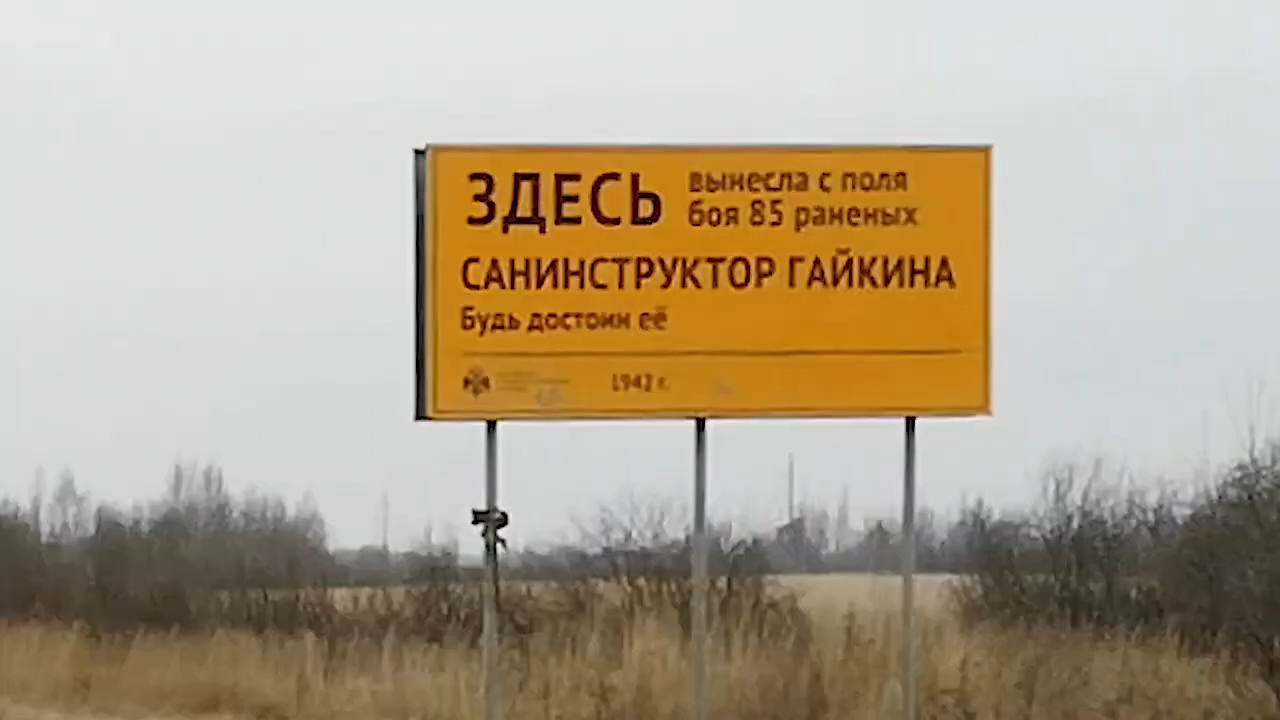 ЗДЕСЬ вынесла с поля
боя 85 раненых
САНИНСТРУКТОР ГАЙКИНА
Будь достоин её
1942 г.